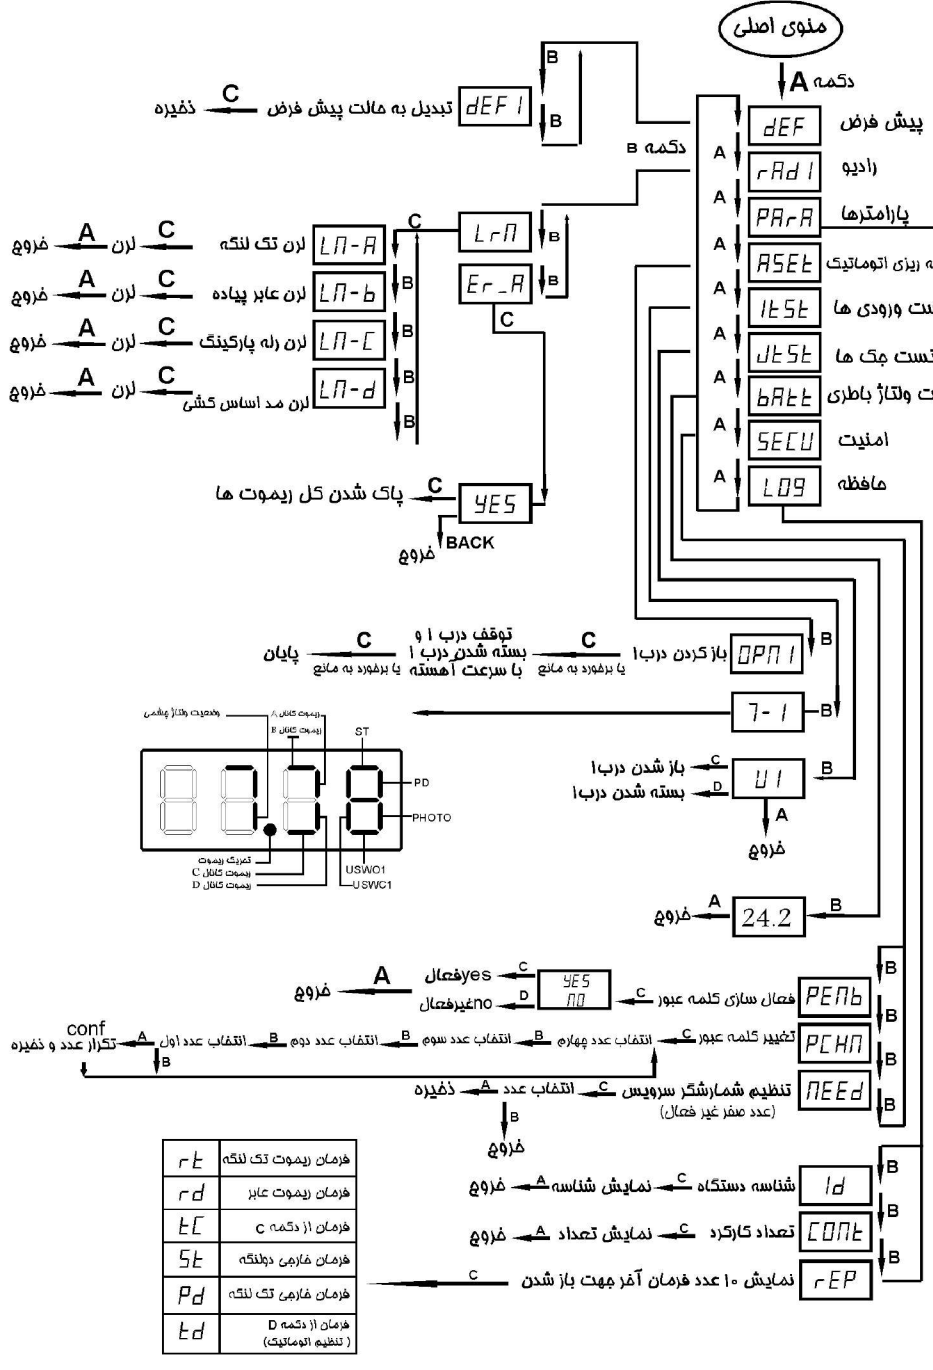 منوی اصلی
دکمه A
dEF پیش فرض
rAd1 رادیو
PArA پارامترها
ASEt ه ریزی اتوماتیک
ItSt ست ورودی ها
JtSt تست جک ها
bAtt ت ولتاژ باطری
SECU امنیت
LOg حافظه
A
A
A
A
A
A
A
A
دکمه B
B
B
dEF1 تبدیل به حالت پیش فرض C ذخیره
B
B
LrN
Er_A
C
C
LN-A لرن تک لنگه C لرن A خروج
B
LN-b لرن عابر پیاده C لرن A خروج
B
LN-C لرن رله پارکینگ C لرن A خروج
B
LN-d لرن مد اساس کشی C لرن A خروج
B
YES C پاک شدن کل ریموت ها
BACK
خروج
B
OPN1 باز کردن درب۱ C یا برخورد به مانع
توقف درب ۱ و
بسته شدن درب ۱
با سرعت آهسته
C یا برخورد به مانع پایان
B 7-1
B U1
C باز شدن درب۱
D بسته شدن درب۱
A
خروج
وضعیت ولتاژ چشمی
ریموت کانال A
ریموت کانال B
ST
PD
PHOTO
USWO1
USWC1
تحریک ریموت
ریموت کانال C
ریموت کانال D
B 24.2 A خروج
B
PENb فعال سازی کلمه عبور C
YES
NO
C yesفعال
D noغیرفعال
A خروج
B
PCHN تغییر کلمه عبور C انتخاب عدد چهارم B انتخاب عدد سوم B انتخاب عدد دوم B انتخاب عدد اول A
conf
تکرار عدد و ذخیره
B
B
NEEd تنظیم شمارشگر سرویس C انتخاب عدد A ذخیره
(عدد صفر غیر فعال)
B
B
خروج
B
Id شناسه دستگاه C نمایش شناسه A خروج
B
CONt تعداد کارکرد C نمایش تعداد A خروج
B
rEP نمایش ۱۰ عدد فرمان آخر جهت باز شدن C
rt فرمان ریموت تک لنگه
rd فرمان ریموت عابر
tC فرمان از دکمه C
St فرمان خارجی دولنگه
Pd فرمان خارجی تک لنگه
td فرمان از دکمه D
( تنظیم اتوماتیک)